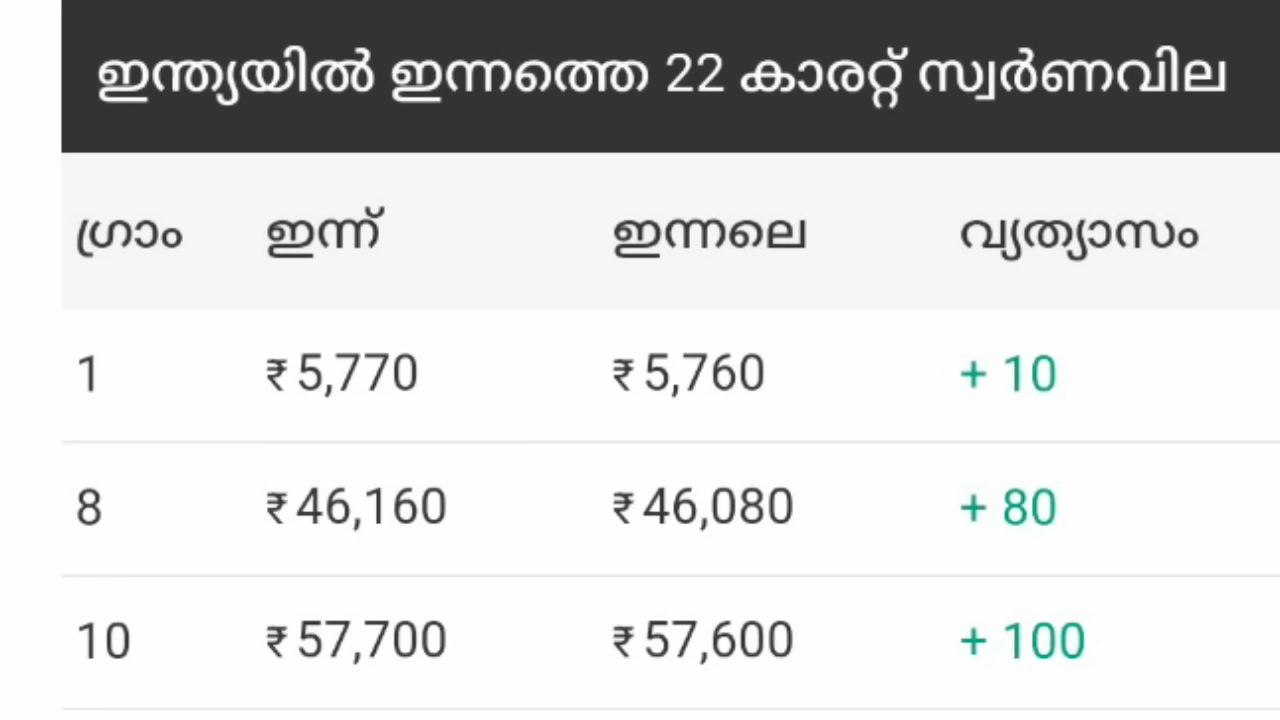 ഇന്ത്യയിൽ ഇന്നത്തെ 22 കാരറ്റ് സ്വർണവില
ഗ്രാം ഇന്ന് ഇന്നലെ വ്യത്യാസം
1 ₹ 5,770 ₹ 5,760 + 10
8 ₹ 46,160 ₹ 46,080 + 80
10 ₹ 57,700 ₹ 57,600 + 100